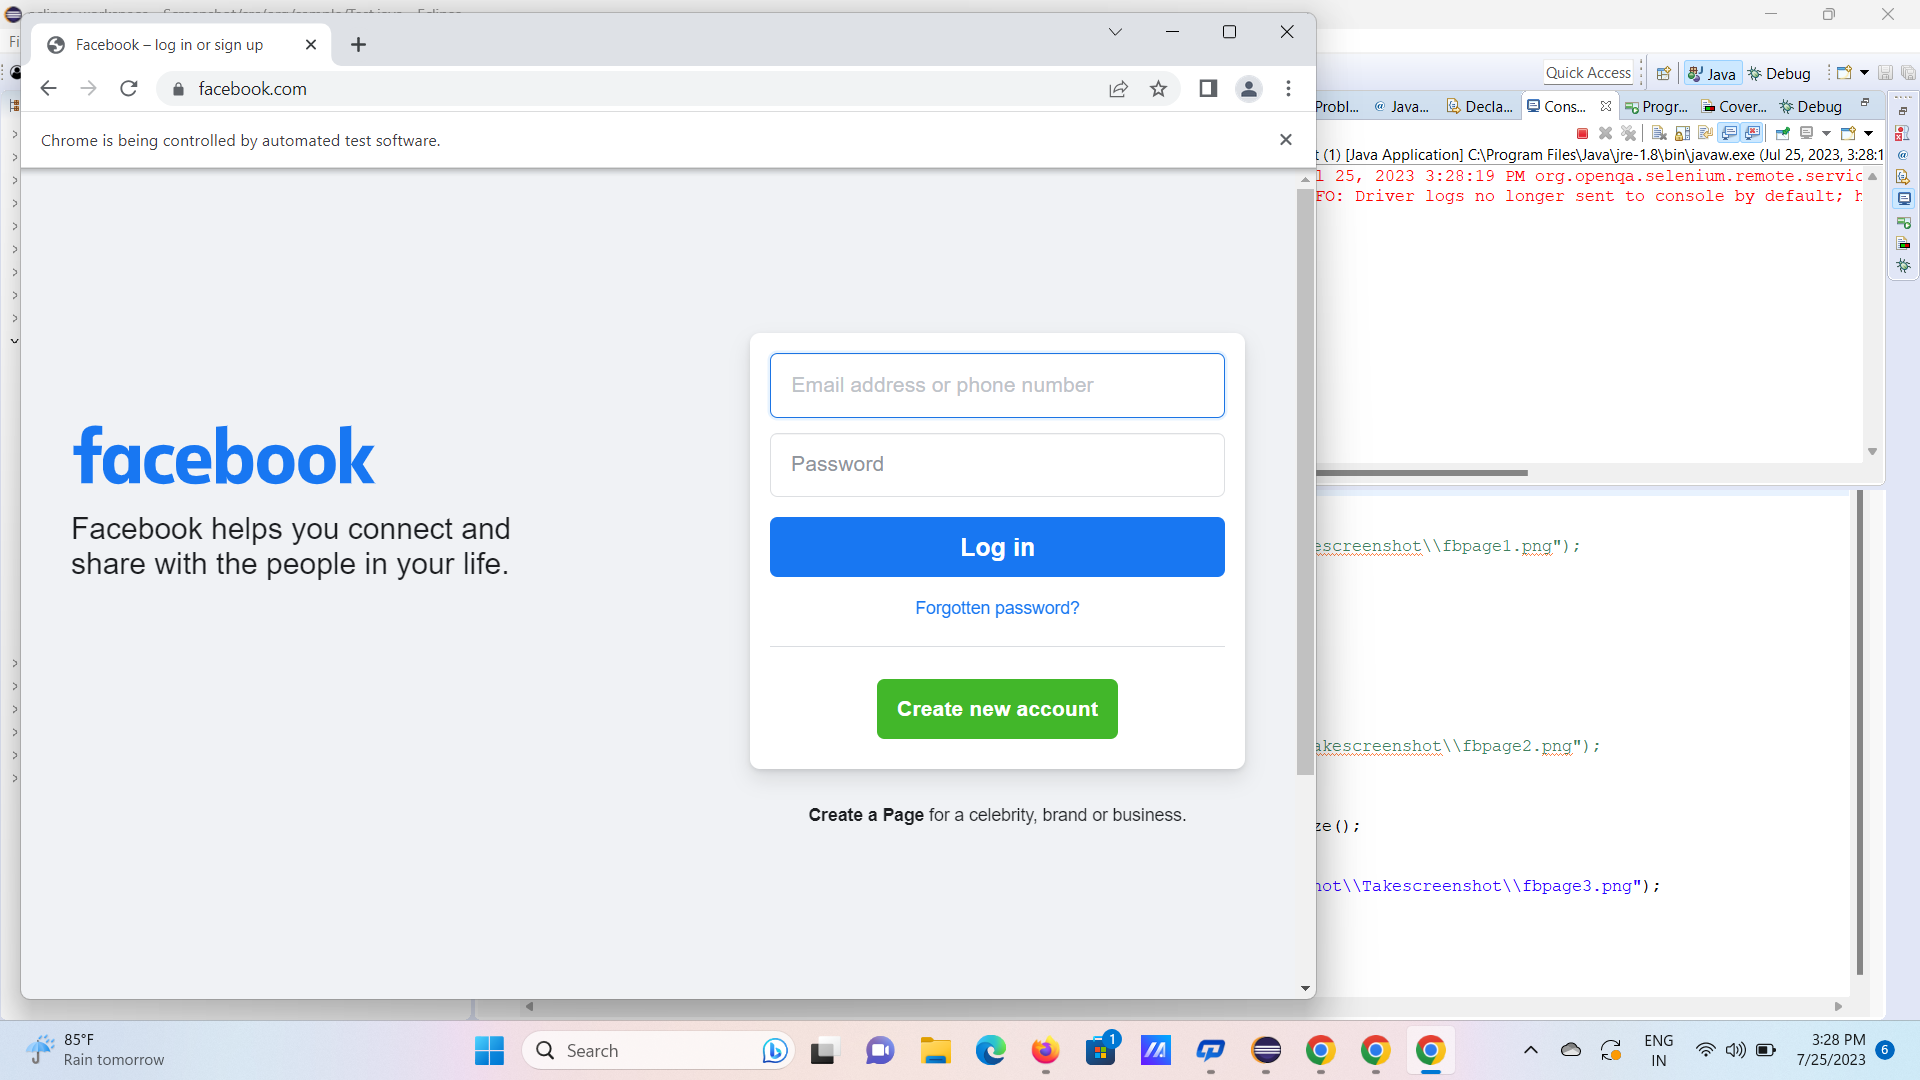 Facebook – log in or sign up
facebook.com
Chrome is being controlled by automated test software.
facebook
Facebook helps you connect and
share with the people in your life.
Email address or phone number
Password
Log in
Forgotten password?
Create new account
Create a Page for a celebrity, brand or business.
Quick Access
Java
Debug
Probl...
Java...
Decla...
Cons...
Progr...
Cover...
Debug
t (1) [Java Application] C:\Program Files\Java\jre-1.8\bin\javaw.exe (Jul 25, 2023, 3:28:1
l 25, 2023 3:28:19 PM org.openqa.selenium.remote.servic
FO: Driver logs no longer sent to console by default; h
escreenshot\\fbpage1.png");
akescreenshot\\fbpage2.png");
ze();
hot\\Takescreenshot\\fbpage3.png");
85°F
Rain tomorrow
Search
1
ENG
IN
3:28 PM
7/25/2023
6